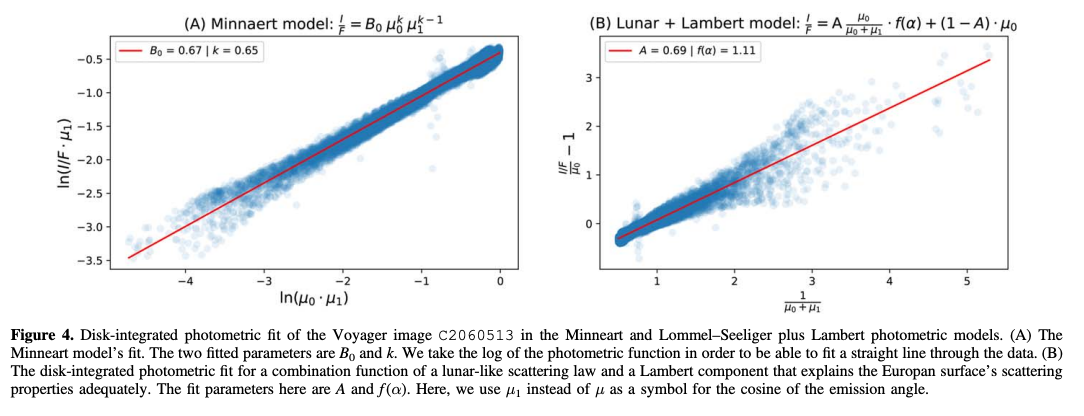 (A) Minnaert model: I/F = B₀ μ₀ᵏ μ₁ᵏ⁻¹
B₀ = 0.67 | k = 0.65
ln(I/F · μ₁)
−0.5
−1.0
−1.5
−2.0
−2.5
−3.0
−3.5
−4 −3 −2 −1 0
ln(μ₀ · μ₁)
(B) Lunar + Lambert model: I/F = A μ₀/(μ₀ + μ₁) · f(α) + (1 − A) · μ₀
A = 0.69 | f(α) = 1.11
(I/F)/μ₀ − 1
3
2
1
0
1 2 3 4 5
1/(μ₀ + μ₁)
Figure 4. Disk-integrated photometric fit of the Voyager image C2060513 in the Minneart and Lommel–Seeliger plus Lambert photometric models. (A) The
Minneart model's fit. The two fitted parameters are B₀ and k. We take the log of the photometric function in order to be able to fit a straight line through the data. (B)
The disk-integrated photometric fit for a combination function of a lunar-like scattering law and a Lambert component that explains the Europan surface's scattering
properties adequately. The fit parameters here are A and f(α). Here, we use μ₁ instead of μ as a symbol for the cosine of the emission angle.